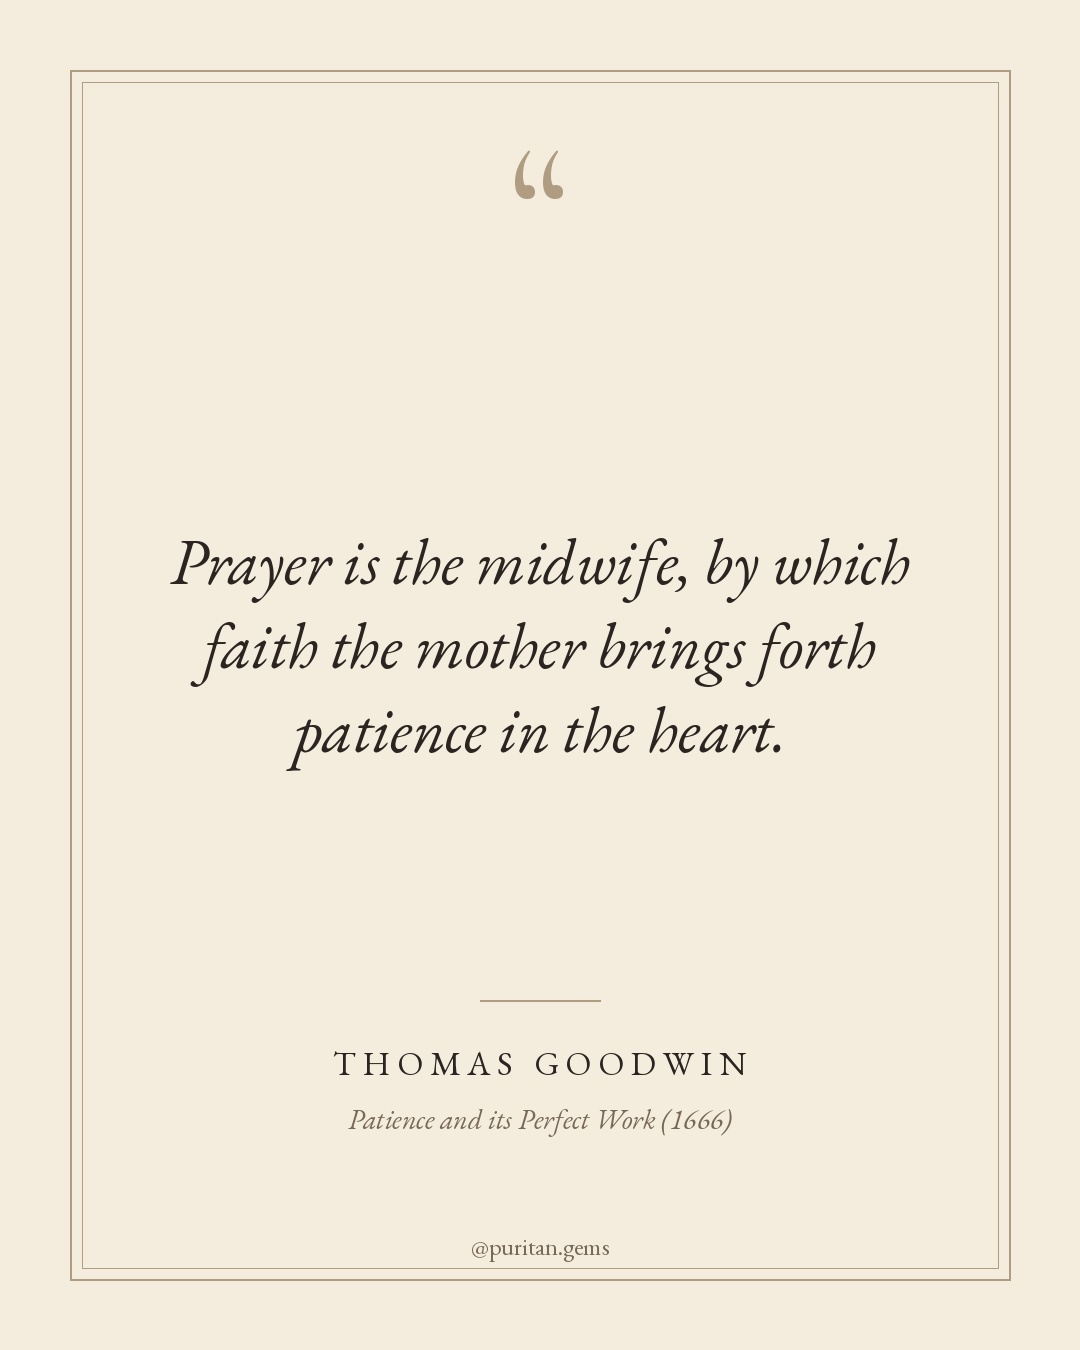 “
Prayer is the midwife, by which
faith the mother brings forth
patience in the heart.
THOMAS GOODWIN
Patience and its Perfect Work (1666)
@puritan.gems